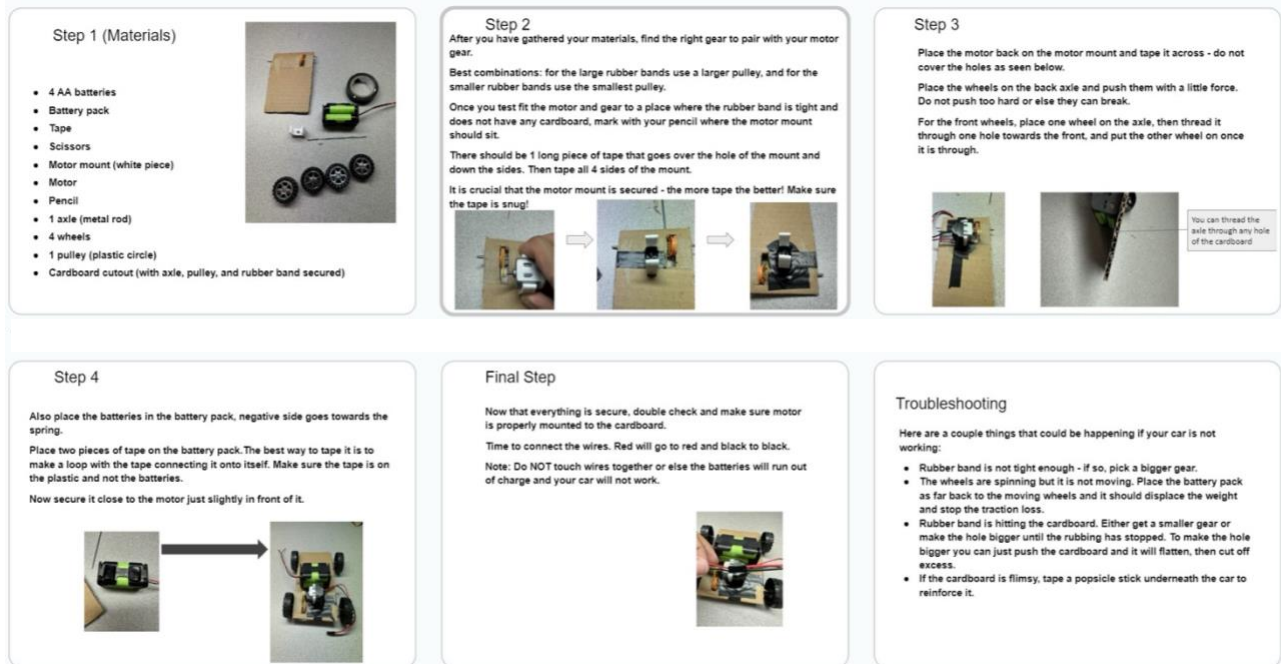 Step 1 (Materials)
4 AA batteries
Battery pack
Tape
Scissors
Motor mount (white piece)
Motor
Pencil
1 axle (metal rod)
4 wheels
1 pulley (plastic circle)
Cardboard cutout (with axle, pulley, and rubber band secured)
Step 2
After you have gathered your materials, find the right gear to pair with your motor
gear.
Best combinations: for the large rubber bands use a larger pulley, and for the
smaller rubber bands use the smallest pulley.
Once you test fit the motor and gear to a place where the rubber band is tight and
does not have any cardboard, mark with your pencil where the motor mount
should sit.
There should be 1 long piece of tape that goes over the hole of the mount and
down the sides. Then tape all 4 sides of the mount.
It is crucial that the motor mount is secured - the more tape the better! Make sure
the tape is snug!
Step 3
Place the motor back on the motor mount and tape it across - do not
cover the holes as seen below.
Place the wheels on the back axle and push them with a little force.
Do not push too hard or else they can break.
For the front wheels, place one wheel on the axle, then thread it
through one hole towards the front, and put the other wheel on once
it is through.
You can thread the
axle through any hole
of the cardboard
Step 4
Also place the batteries in the battery pack, negative side goes towards the
spring.
Place two pieces of tape on the battery pack.The best way to tape it is to
make a loop with the tape connecting it onto itself. Make sure the tape is on
the plastic and not the batteries.
Now secure it close to the motor just slightly in front of it.
Final Step
Now that everything is secure, double check and make sure motor
is properly mounted to the cardboard.
Time to connect the wires. Red will go to red and black to black.
Note: Do NOT touch wires together or else the batteries will run out
of charge and your car will not work.
Troubleshooting
Here are a couple things that could be happening if your car is not
working:
Rubber band is not tight enough - if so, pick a bigger gear.
The wheels are spinning but it is not moving. Place the battery pack
as far back to the moving wheels and it should displace the weight
and stop the traction loss.
Rubber band is hitting the cardboard. Either get a smaller gear or
make the hole bigger until the rubbing has stopped. To make the hole
bigger you can just push the cardboard and it will flatten, then cut off
excess.
If the cardboard is flimsy, tape a popsicle stick underneath the car to
reinforce it.